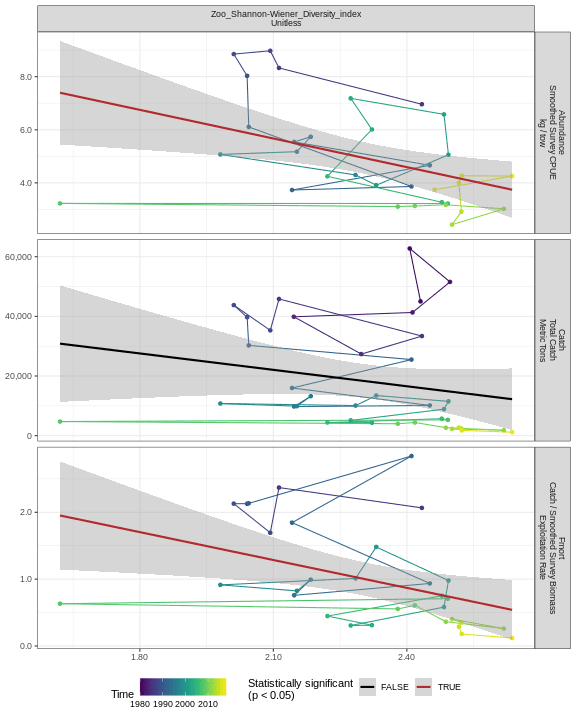 Zoo_Shannon-Wiener_Diversity_index
Unitless
8.0
6.0
4.0
Abundance
Smoothed Survey CPUE
kg / tow
60,000
40,000
20,000
0
Catch
Total Catch
Metric Tons
2.0
1.0
0.0
Fmort
Catch / Smoothed Survey Biomass
Exploitation Rate
1.80
2.10
2.40
Time
1980 1990 2000 2010
Statistically significant
(p < 0.05)
FALSE
TRUE